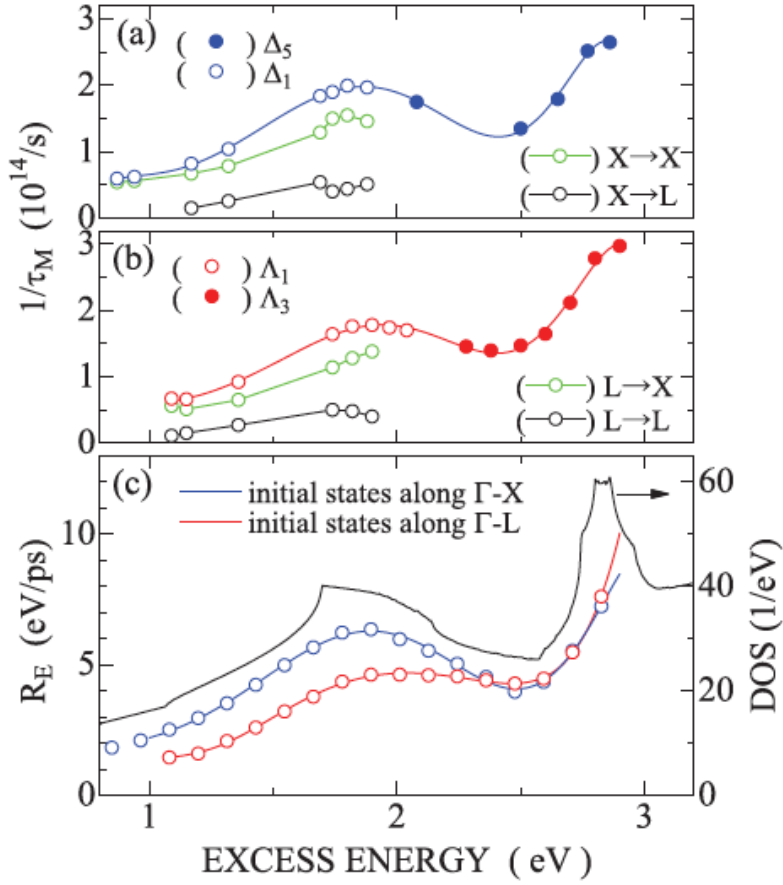 (a)
( ● ) Δ5
( ○ ) Δ1
(—○—) X→X
(—○—) X→L
3
2
1
0
1/τM (10^14/s)
(b)
( ○ ) Λ1
( ● ) Λ3
(—○—) L→X
(—○—) L→L
3
2
1
0
(c)
initial states along Γ-X
initial states along Γ-L
10
5
0
RE (eV/ps)
60
40
20
0
DOS (1/eV)
1 2 3
EXCESS ENERGY ( eV )